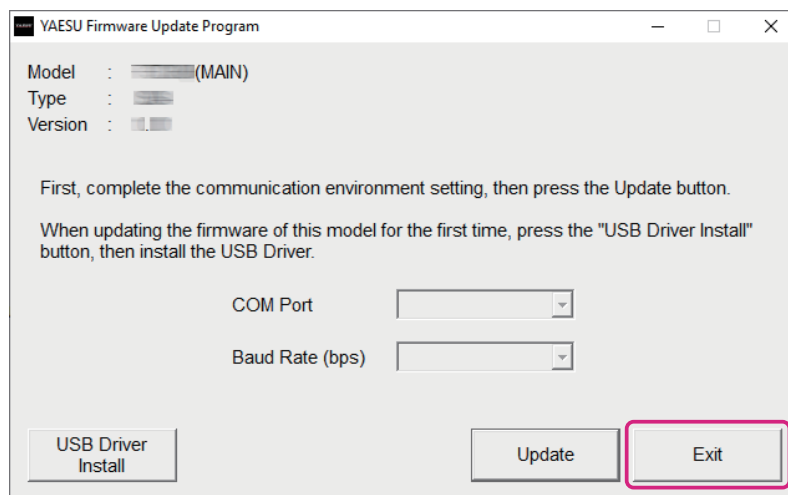 YAESU Firmware Update Program
Model : (MAIN)
Type :
Version :
First, complete the communication environment setting, then press the Update button.
When updating the firmware of this model for the first time, press the "USB Driver Install"
button, then install the USB Driver.
COM Port
Baud Rate (bps)
USB Driver
Install
Update
Exit